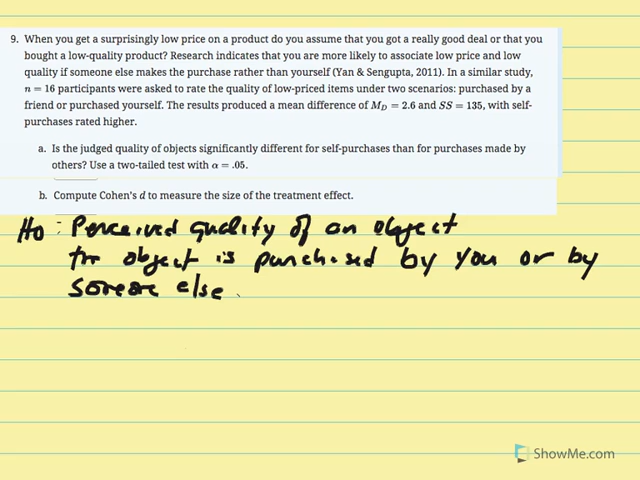 9. When you get a surprisingly low price on a product do you assume that you got a really good deal or that you
bought a low-quality product? Research indicates that you are more likely to associate low price and low
quality if someone else makes the purchase rather than yourself (Yan & Sengupta, 2011). In a similar study,
n = 16 participants were asked to rate the quality of low-priced items under two scenarios: purchased by a
friend or purchased yourself. The results produced a mean difference of M_D = 2.6 and SS = 135, with self-
purchases rated higher.
a. Is the judged quality of objects significantly different for self-purchases than for purchases made by
others? Use a two-tailed test with α = .05.
b. Compute Cohen's d to measure the size of the treatment effect.
Ho : Perceived quality of an object
object is purchased by you or by
else.
ShowMe.com